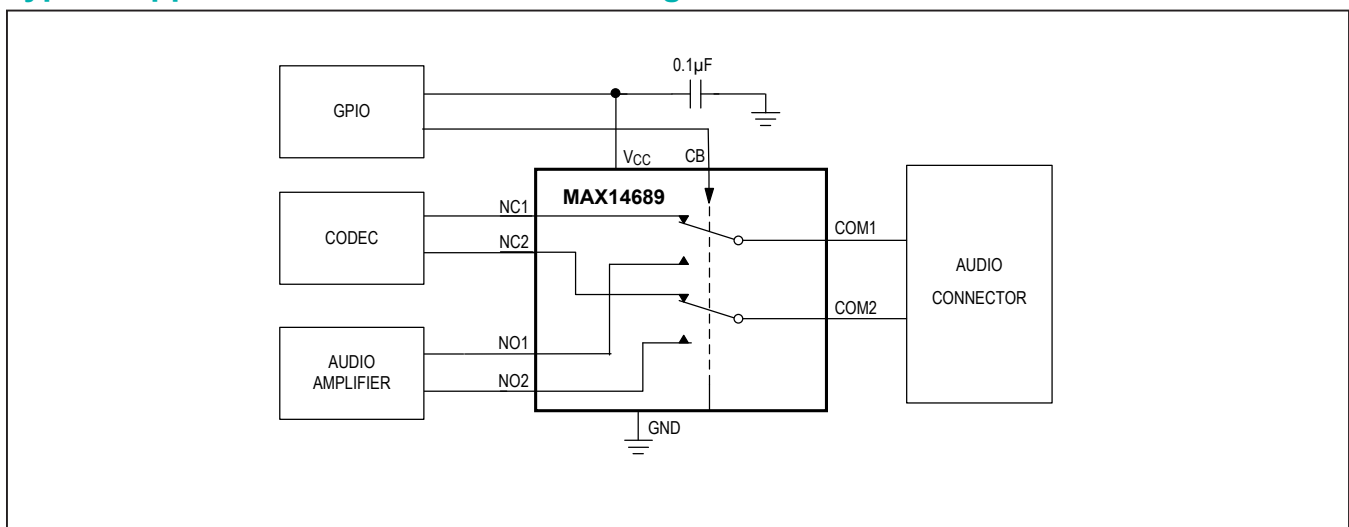 0.1µF
GPIO
VCC
CB
MAX14689
NC1
CODEC
NC2
COM1
AUDIO
CONNECTOR
COM2
NO1
AUDIO
AMPLIFIER
NO2
GND